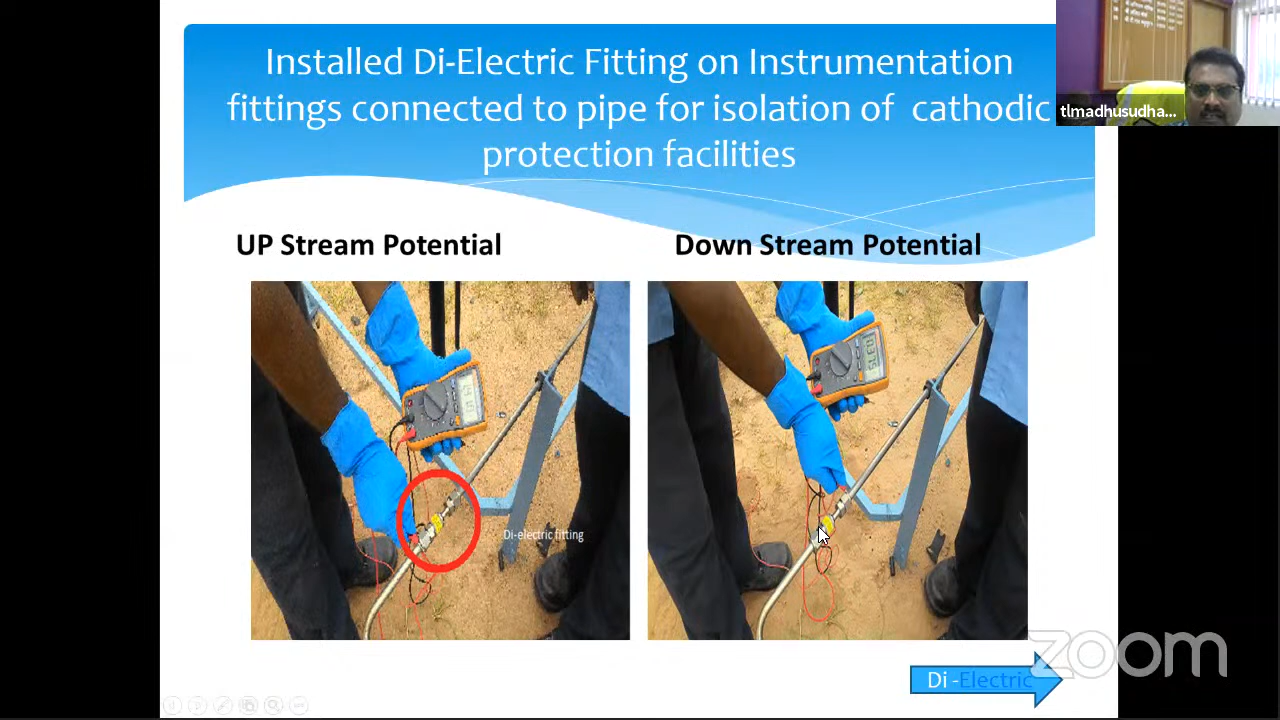 Installed Di-Electric Fitting on Instrumentation
fittings connected to pipe for isolation of cathodic
protection facilities
tlmadhusudha...
UP Stream Potential
Down Stream Potential
Di-electric fitting
zoom
Di -Electric